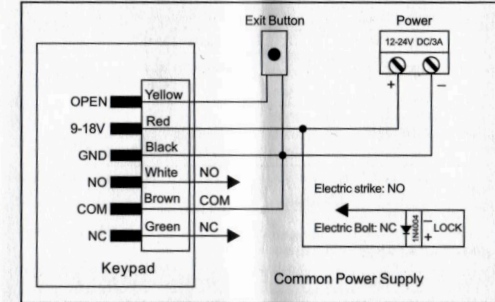 Exit Button
Power
12-24V DC/3A
+ −
OPEN Yellow
9-18V Red
GND Black
NO White NO
COM Brown COM
NC Green NC
Keypad
Electric strike: NO
Electric Bolt: NC
1N4004
−
+
LOCK
Common Power Supply